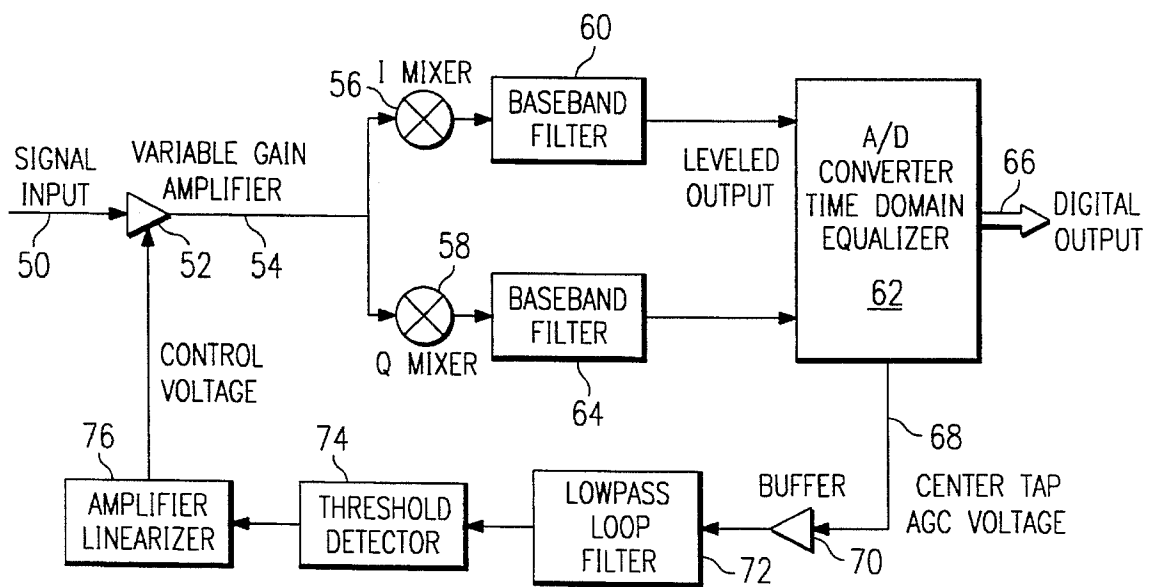 60
I MIXER
56
BASEBAND
FILTER
A/D
CONVERTER
TIME DOMAIN
EQUALIZER
62
SIGNAL
INPUT
VARIABLE GAIN
AMPLIFIER
LEVELED
OUTPUT
66
DIGITAL
OUTPUT
50
52
54
58
BASEBAND
FILTER
Q MIXER
64
CONTROL
VOLTAGE
68
76
AMPLIFIER
LINEARIZER
74
THRESHOLD
DETECTOR
LOWPASS
LOOP
FILTER
72
BUFFER
70
CENTER TAP
AGC VOLTAGE